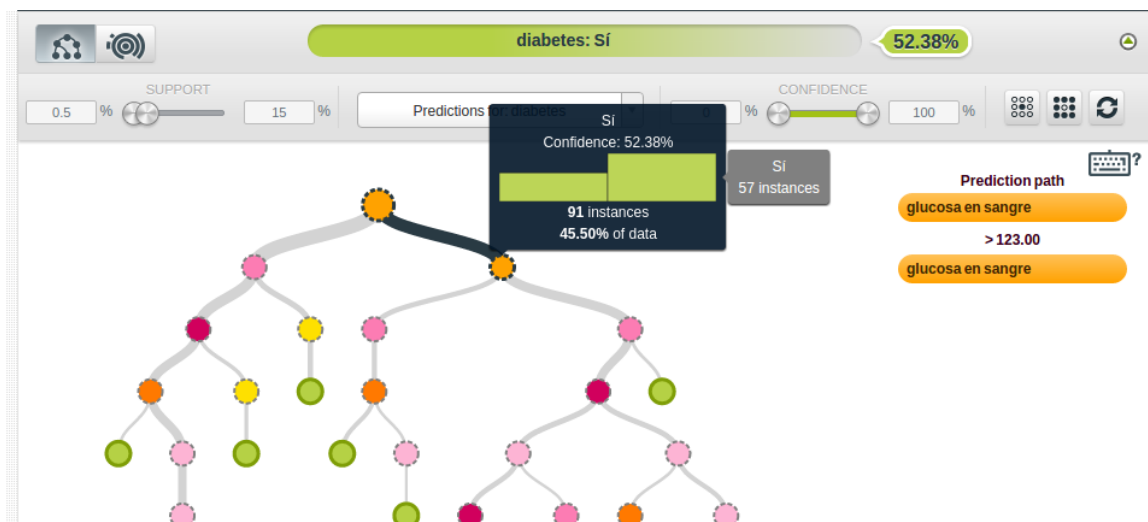 diabetes: Sí
52.38%
SUPPORT
0.5 %
15 %
Predictions for: diabetes
CONFIDENCE
0 %
100 %
Sí
Confidence: 52.38%
91 instances
45.50% of data
Sí
57 instances
?
Prediction path
glucosa en sangre
> 123.00
glucosa en sangre